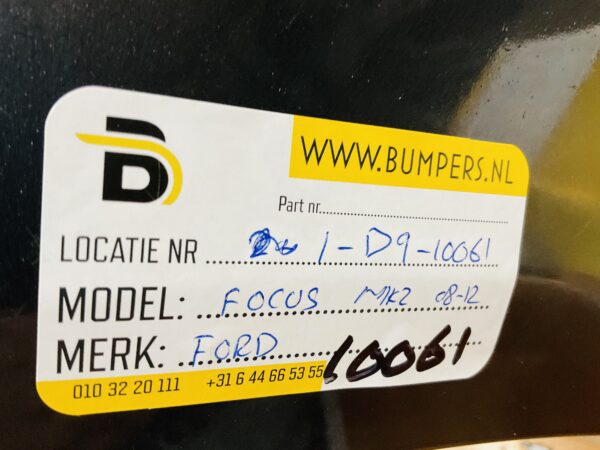 WWW.BUMPERS.NL
Part nr.
LOCATIE NR 1-D9-10061
MODEL: FOCUS MK2 08-12
MERK: FORD
10061
010 32 20 111 +31 6 44 66 53 55